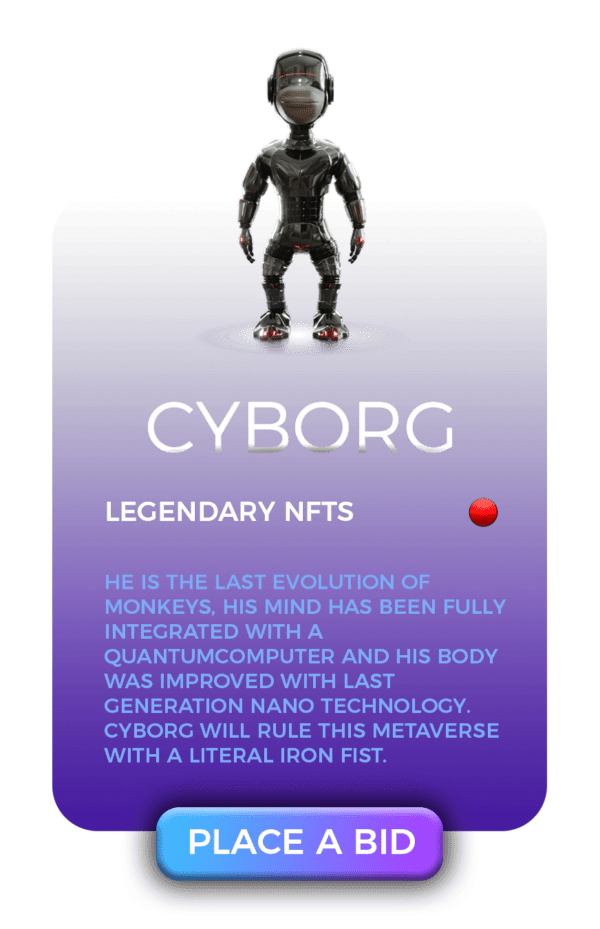 CYBORG
LEGENDARY NFTS
HE IS THE LAST EVOLUTION OF
MONKEYS, HIS MIND HAS BEEN FULLY
INTEGRATED WITH A
QUANTUMCOMPUTER AND HIS BODY
WAS IMPROVED WITH LAST
GENERATION NANO TECHNOLOGY.
CYBORG WILL RULE THIS METAVERSE
WITH A LITERAL IRON FIST.
PLACE A BID